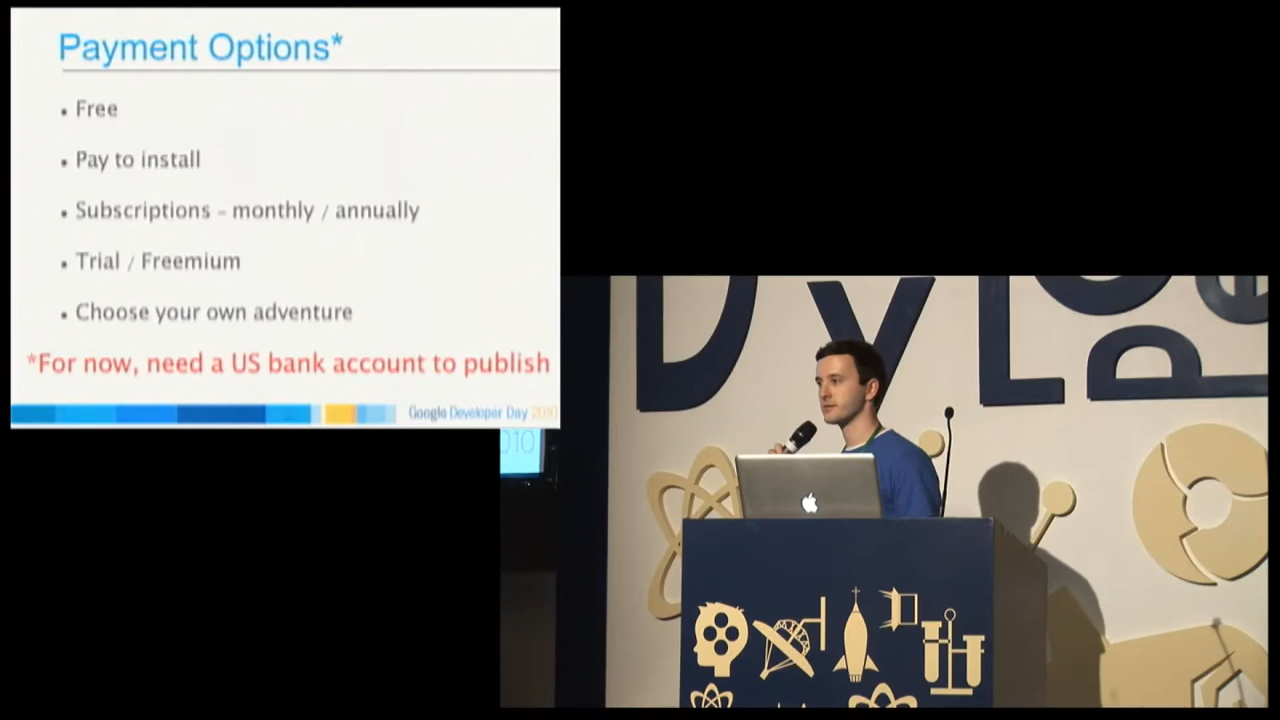 Payment Options*
• Free
• Pay to install
• Subscriptions - monthly / annually
• Trial / Freemium
• Choose your own adventure
*For now, need a US bank account to publish
Google Developer Day 2010
010